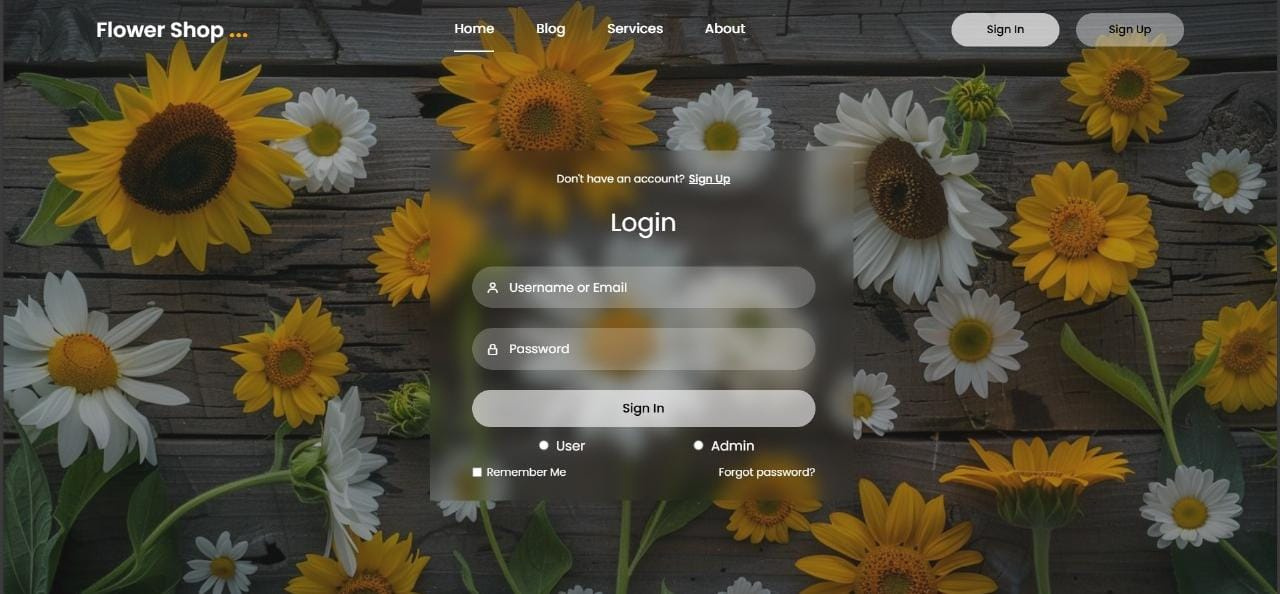 Flower Shop ...
Home Blog Services About
Sign In Sign Up
Don't have an account? Sign Up
Login
Username or Email
Password
Sign In
User Admin
Remember Me Forgot password?